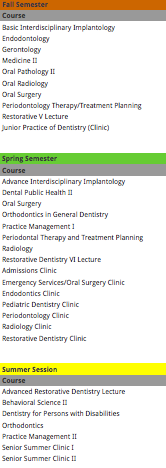 Fall Semester
Course
Basic Interdisciplinary Implantology
Endodontology
Gerontology
Medicine II
Oral Pathology II
Oral Radiology
Oral Surgery
Periodontology Therapy/Treatment Planning
Restorative V Lecture
Junior Practice of Dentistry (Clinic)
Spring Semester
Course
Advance Interdisciplinary Implantology
Dental Public Health II
Oral Surgery
Orthodontics in General Dentistry
Practice Management I
Periodontal Therapy and Treatment Planning
Radiology
Restorative Dentistry VI Lecture
Admissions Clinic
Emergency Services/Oral Surgery Clinic
Endodontics Clinic
Pediatric Dentistry Clinic
Periodontology Clinic
Radiology Clinic
Restorative Dentistry Clinic
Summer Session
Course
Advanced Restorative Dentistry Lecture
Behavioral Science II
Dentistry for Persons with Disabilities
Orthodontics
Practice Management II
Senior Summer Clinic I
Senior Summer Clinic II